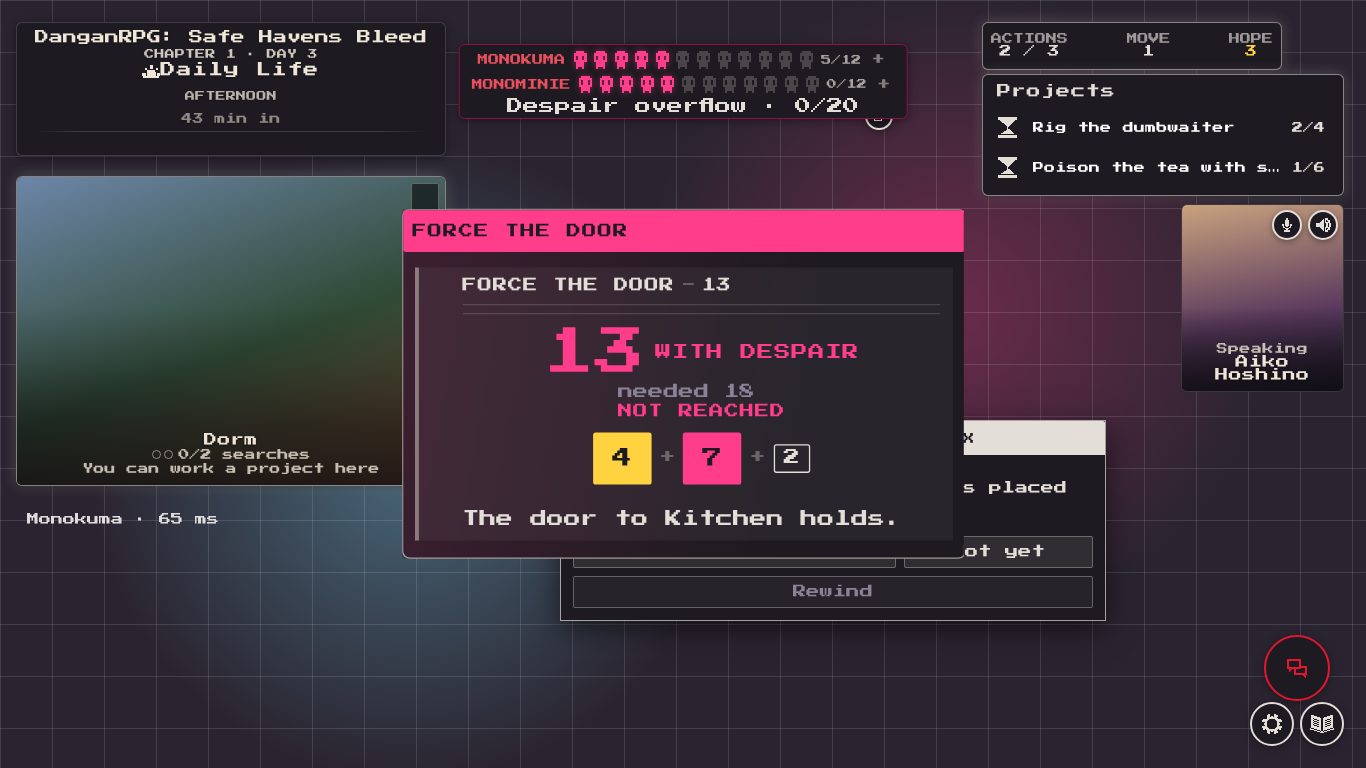 DanganRPG: Safe Havens Bleed
CHAPTER 1 · DAY 3
Daily Life
AFTERNOON
43 min in
MONOKUMA 5/12 +
MONOMINIE 0/12 +
Despair overflow · 0/20
ACTIONS MOVE HOPE
2 / 3 1 3
Projects
Rig the dumbwaiter 2/4
Poison the tea with s… 1/6
Speaking
Aiko
Hoshino
Dorm
0/2 searches
You can work a project here
Monokuma · 65 ms
FORCE THE DOOR
FORCE THE DOOR — 13
13 WITH DESPAIR
needed 18
NOT REACHED
4 + 7 + 2
The door to Kitchen holds.
placed
yet
Rewind